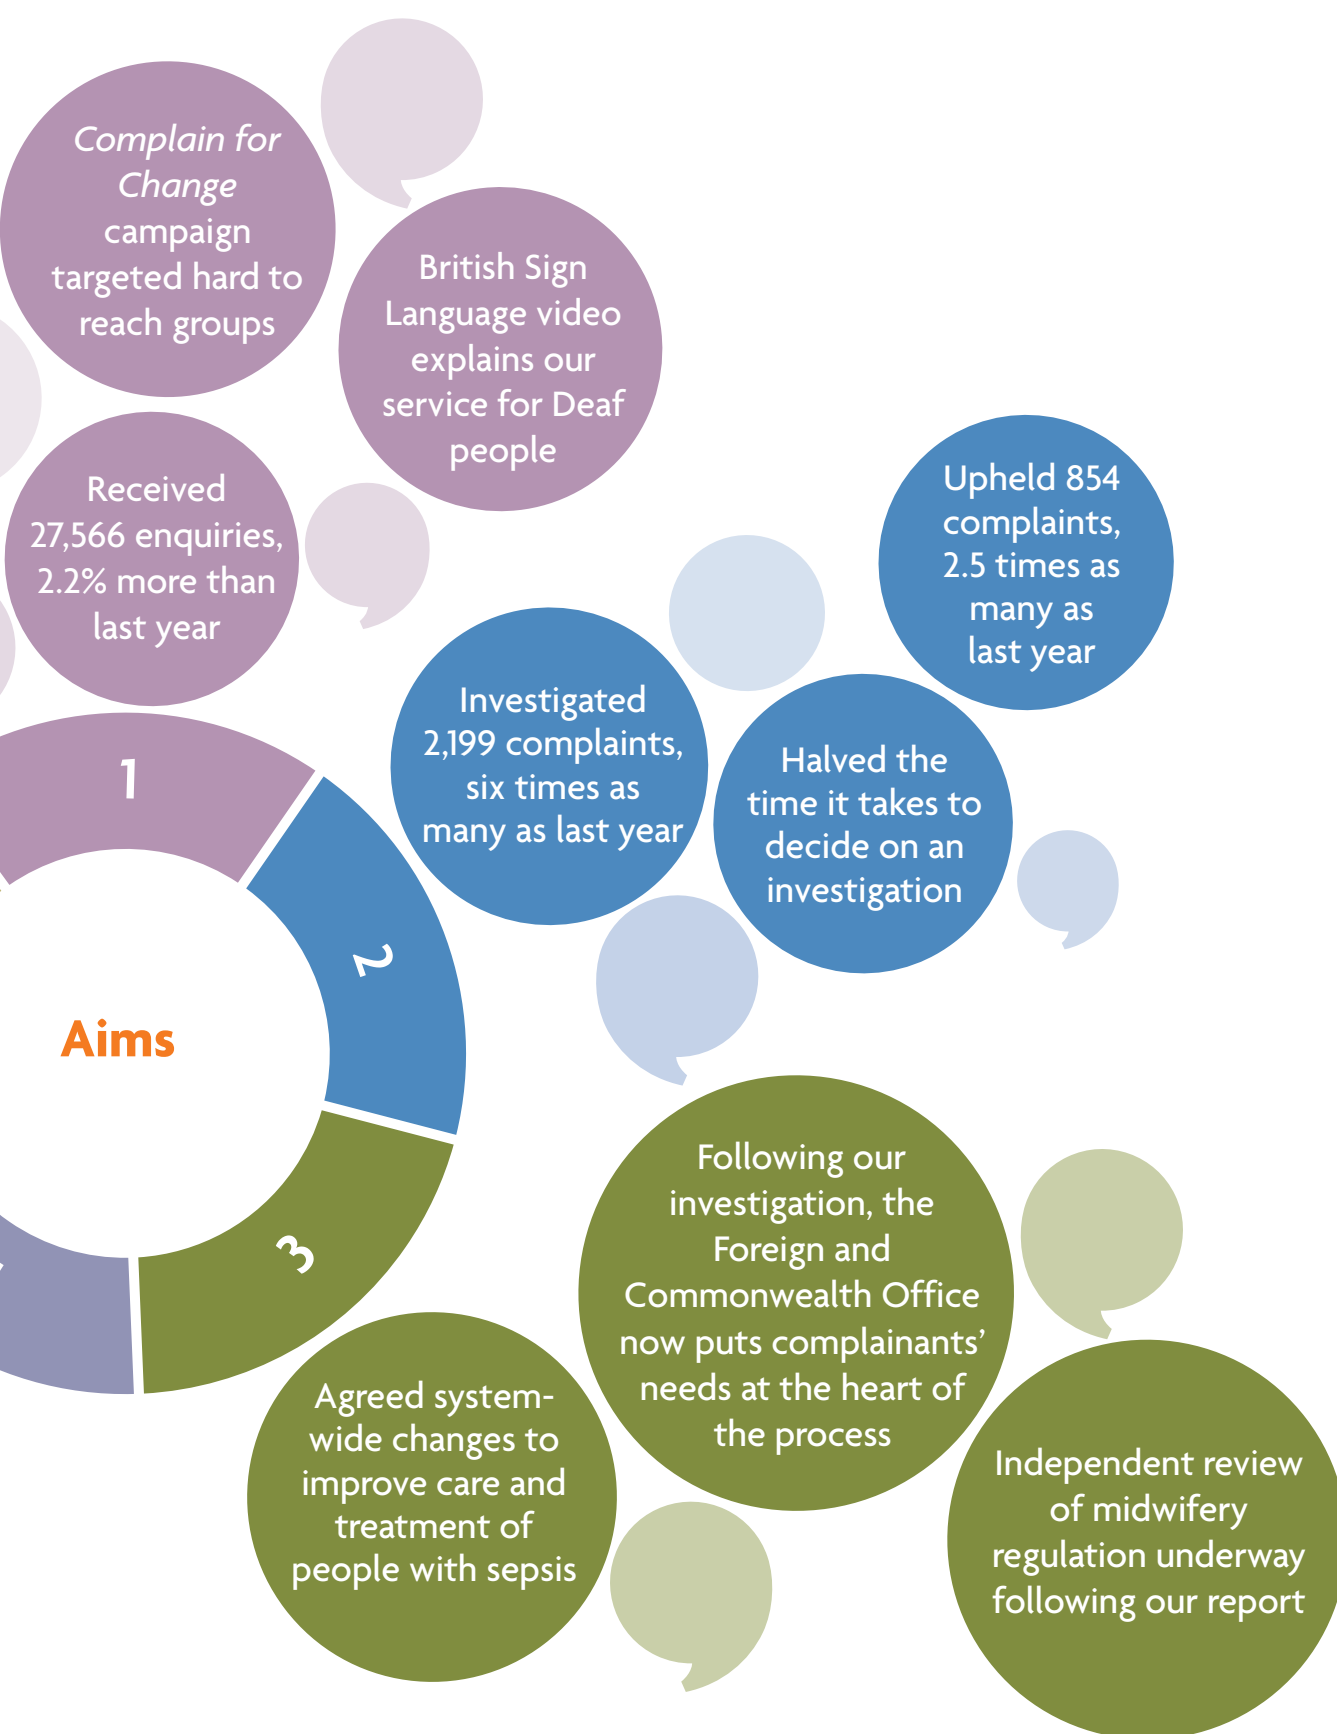 Complain for
Change
campaign
targeted hard to
reach groups
British Sign
Language video
explains our
service for Deaf
people
Received
27,566 enquiries,
2.2% more than
last year
Upheld 854
complaints,
2.5 times as
many as
last year
Investigated
2,199 complaints,
six times as
many as last year
Halved the
time it takes to
decide on an
investigation
1
2
Aims
3
Following our
investigation, the
Foreign and
Commonwealth Office
now puts complainants’
needs at the heart of
the process
Agreed system-
wide changes to
improve care and
treatment of
people with sepsis
Independent review
of midwifery
regulation underway
following our report